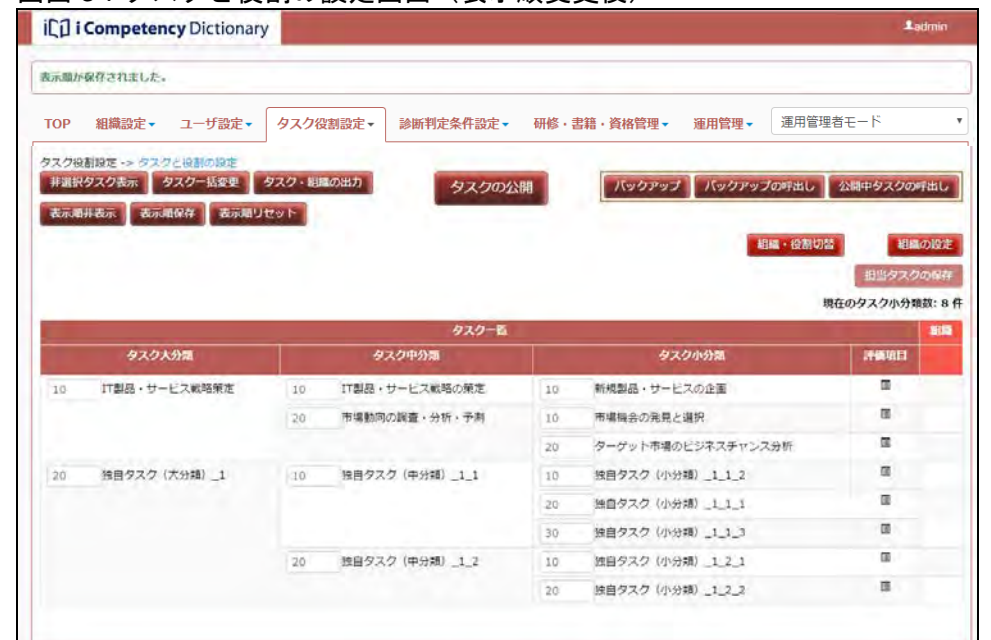 iCD i Competency Dictionary
admin
表示順が保存されました。
TOP 組織設定 ユーザ設定 タスク役割設定 診断判定条件設定 研修・書籍・資格管理 運用管理 運用管理者モード
タスク役割設定 -> タスクと役割の設定
非選択タスク表示 タスク一括変更 タスク・組織の出力 タスクの公開 バックアップ バックアップの呼出し 公開中タスクの呼出し
表示順非表示 表示順保存 表示順リセット
組織・役割切替 組織の設定
担当タスクの保存
現在のタスク小分類数: 8 件
タスク一覧 組織
タスク大分類 タスク中分類 タスク小分類 評価項目
10 IT製品・サービス戦略策定 10 IT製品・サービス戦略の策定 10 新規製品・サービスの企画
20 市場動向の調査・分析・予測 10 市場機会の発見と選択
20 ターゲット市場のビジネスチャンス分析
20 独自タスク（大分類）_1 10 独自タスク（中分類）_1_1 10 独自タスク（小分類）_1_1_2
20 独自タスク（小分類）_1_1_1
30 独自タスク（小分類）_1_1_3
20 独自タスク（中分類）_1_2 10 独自タスク（小分類）_1_2_1
20 独自タスク（小分類）_1_2_2